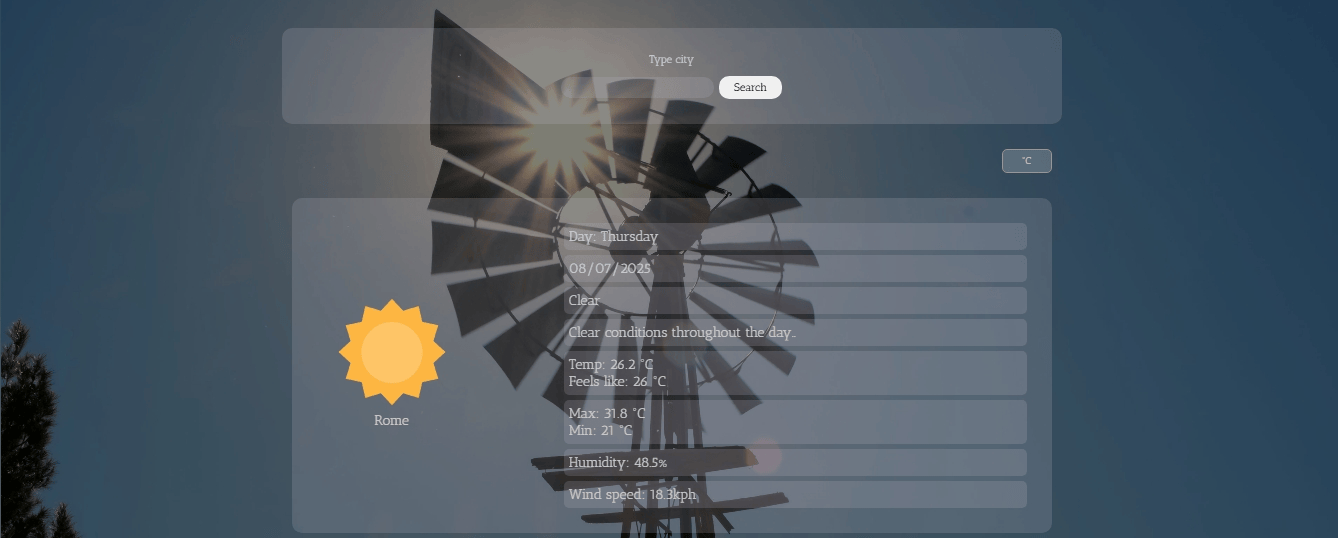 Type city
Search
°C
Day: Thursday
08/07/2025
Clear
Clear conditions throughout the day.
Temp: 26.2 °C
Feels like: 26 °C
Max: 31.8 °C
Min: 21 °C
Humidity: 48.5%
Wind speed: 18.3kph
Rome